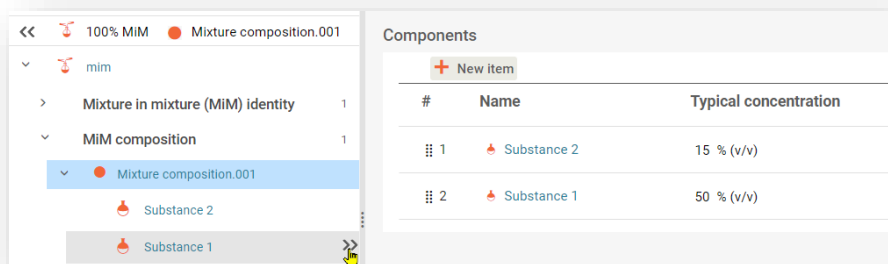 100% MiM Mixture composition.001
mim
Mixture in mixture (MiM) identity 1
MiM composition 1
Mixture composition.001
Substance 2
Substance 1
Components
New item
# Name Typical concentration
1 Substance 2 15 % (v/v)
2 Substance 1 50 % (v/v)